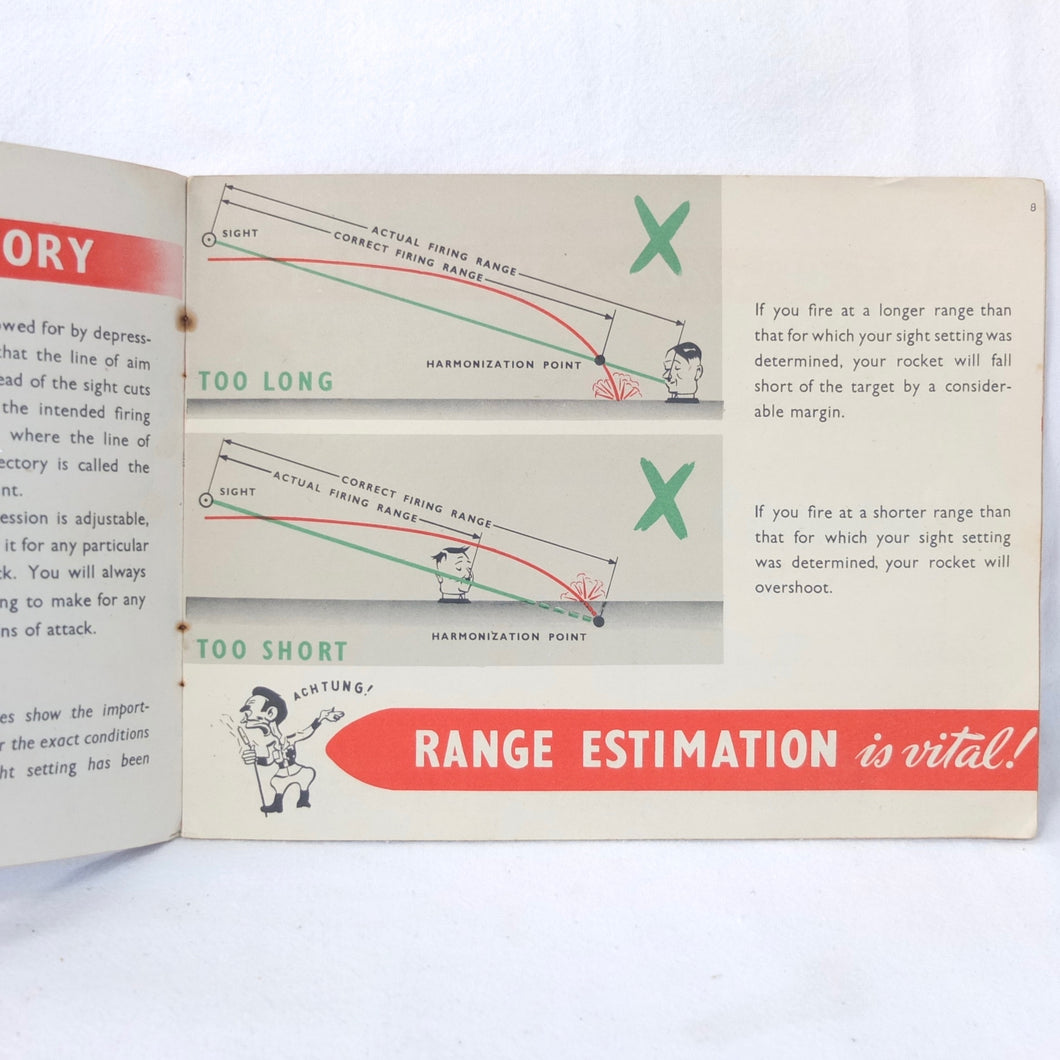 ORY
owed for by depress-
that the line of aim
ead of the sight cuts
the intended firing
where the line of
ectory is called the
nt.
ession is adjustable,
it for any particular
ck. You will always
ng to make for any
ns of attack.
es show the import-
r the exact conditions
ht setting has been
8
SIGHT
ACTUAL FIRING RANGE
CORRECT FIRING RANGE
HARMONIZATION POINT
TOO LONG
If you fire at a longer range than
that for which your sight setting was
determined, your rocket will fall
short of the target by a consider-
able margin.
SIGHT
CORRECT FIRING RANGE
ACTUAL FIRING RANGE
HARMONIZATION POINT
TOO SHORT
If you fire at a shorter range than
that for which your sight setting
was determined, your rocket will
overshoot.
ACHTUNG!
RANGE ESTIMATION is vital!